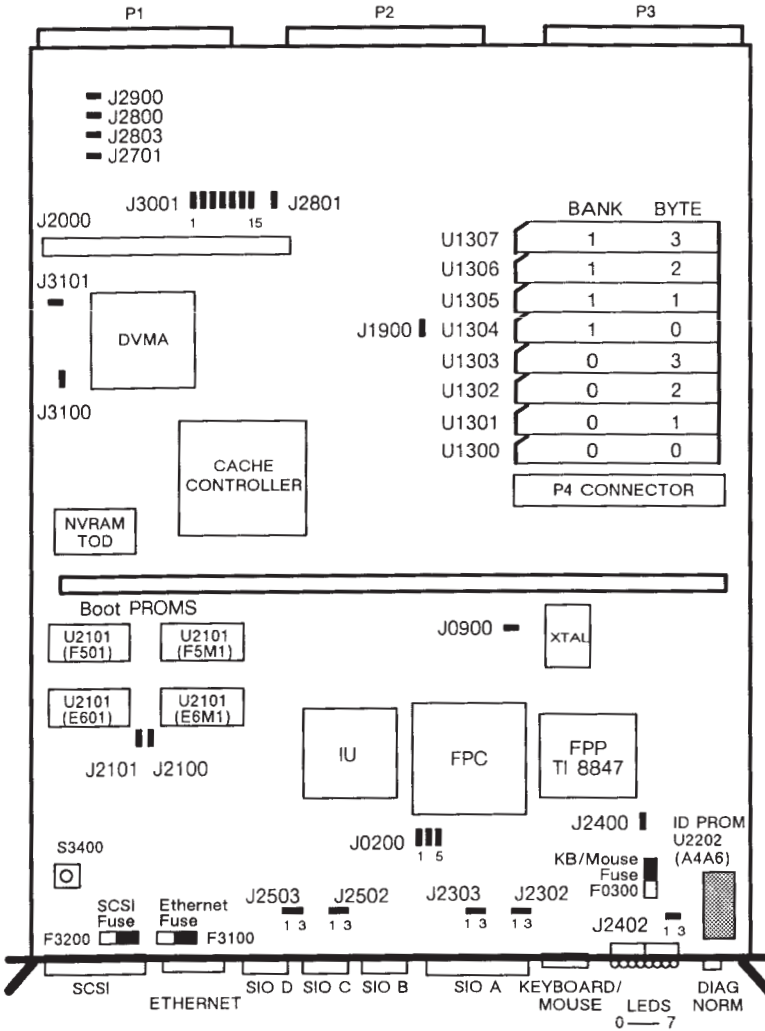 P1 P2 P3
J2900
J2800
J2803
J2701
J3001 J2801
1 15
J2000
BANK BYTE
U1307 1 3
U1306 1 2
U1305 1 1
U1304 1 0
U1303 0 3
U1302 0 2
U1301 0 1
U1300 0 0
J3101
DVMA
J1900
J3100
CACHE
CONTROLLER
P4 CONNECTOR
NVRAM
TOD
Boot PROMS
U2101
(F501)
U2101
(F5M1)
J0900
XTAL
U2101
(E601)
U2101
(E6M1)
IU
FPC
FPP
TI 8847
J2101 J2100
J0200
1 5
J2400
ID PROM
U2202
(A4A6)
S3400
KB/Mouse
Fuse
F0300
SCSI
Fuse
F3200
Ethernet
Fuse
F3100
J2503
1 3
J2502
1 3
J2303
1 3
J2302
1 3
J2402
1 3
SCSI
ETHERNET
SIO D
SIO C
SIO B
SIO A
KEYBOARD/
MOUSE
LEDS
0 — 7
DIAG
NORM